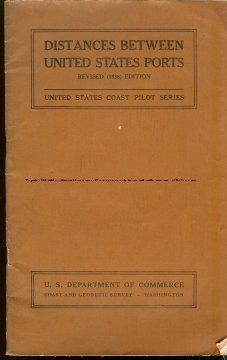 DISTANCES BETWEEN
UNITED STATES PORTS
REVISED (1938) EDITION
UNITED STATES COAST PILOT SERIES
U. S. DEPARTMENT OF COMMERCE
COAST AND GEODETIC SURVEY - WASHINGTON